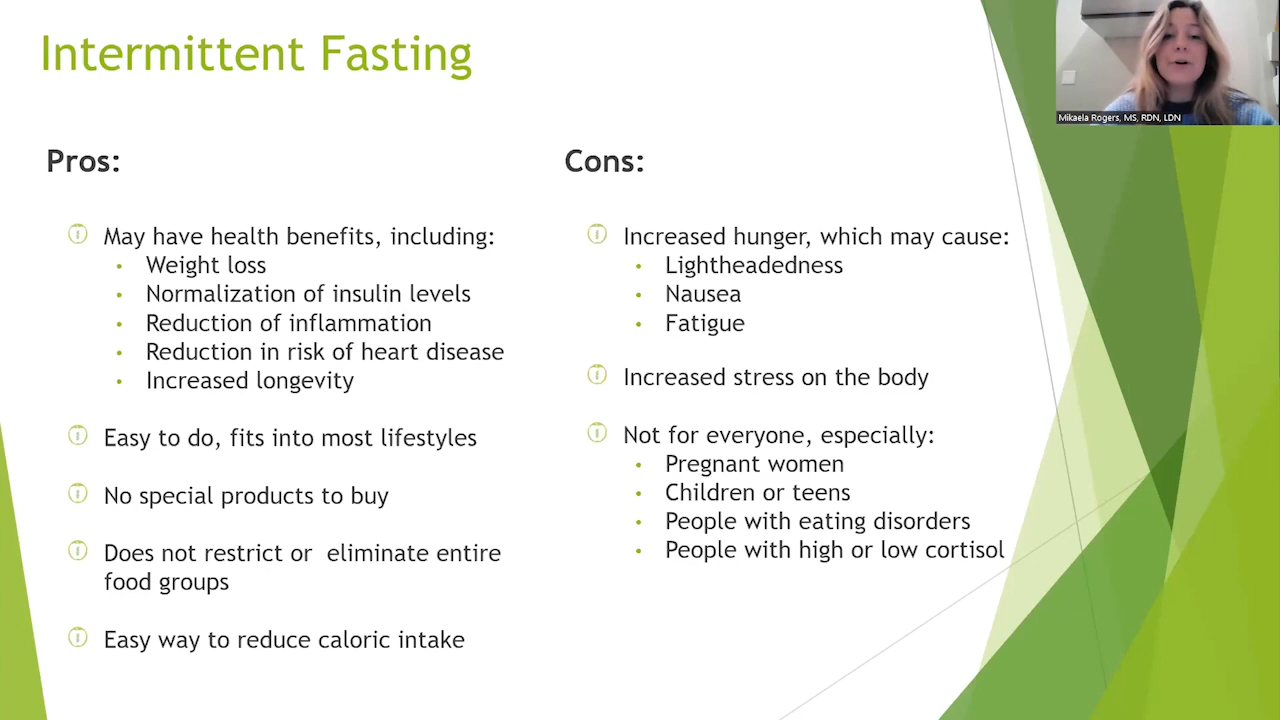 Intermittent Fasting
Mikaela Rogers, MS, RDN, LDN
Pros:
May have health benefits, including:
Weight loss
Normalization of insulin levels
Reduction of inflammation
Reduction in risk of heart disease
Increased longevity
Easy to do, fits into most lifestyles
No special products to buy
Does not restrict or  eliminate entire
food groups
Easy way to reduce caloric intake
Cons:
Increased hunger, which may cause:
Lightheadedness
Nausea
Fatigue
Increased stress on the body
Not for everyone, especially:
Pregnant women
Children or teens
People with eating disorders
People with high or low cortisol